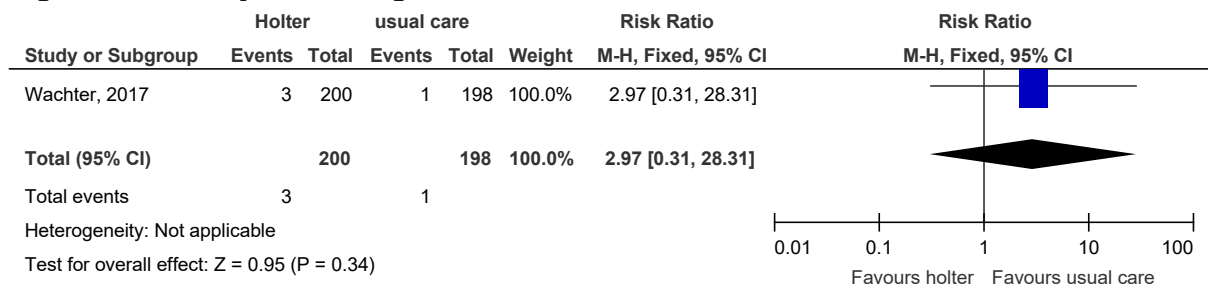 Holter usual care Risk Ratio Risk Ratio
Study or Subgroup Events Total Events Total Weight M-H, Fixed, 95% CI M-H, Fixed, 95% CI
Wachter, 2017 3 200 1 198 100.0% 2.97 [0.31, 28.31]
Total (95% CI) 200 198 100.0% 2.97 [0.31, 28.31]
Total events 3 1
Heterogeneity: Not applicable
Test for overall effect: Z = 0.95 (P = 0.34)
0.01 0.1 1 10 100
Favours holter Favours usual care